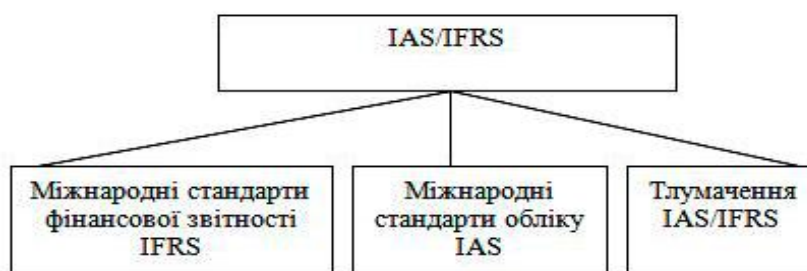 IAS/IFRS
Міжнародні стандарти
фінансової звітності
IFRS
Міжнародні
стандарти обліку
IAS
Тлумачення
IAS/IFRS